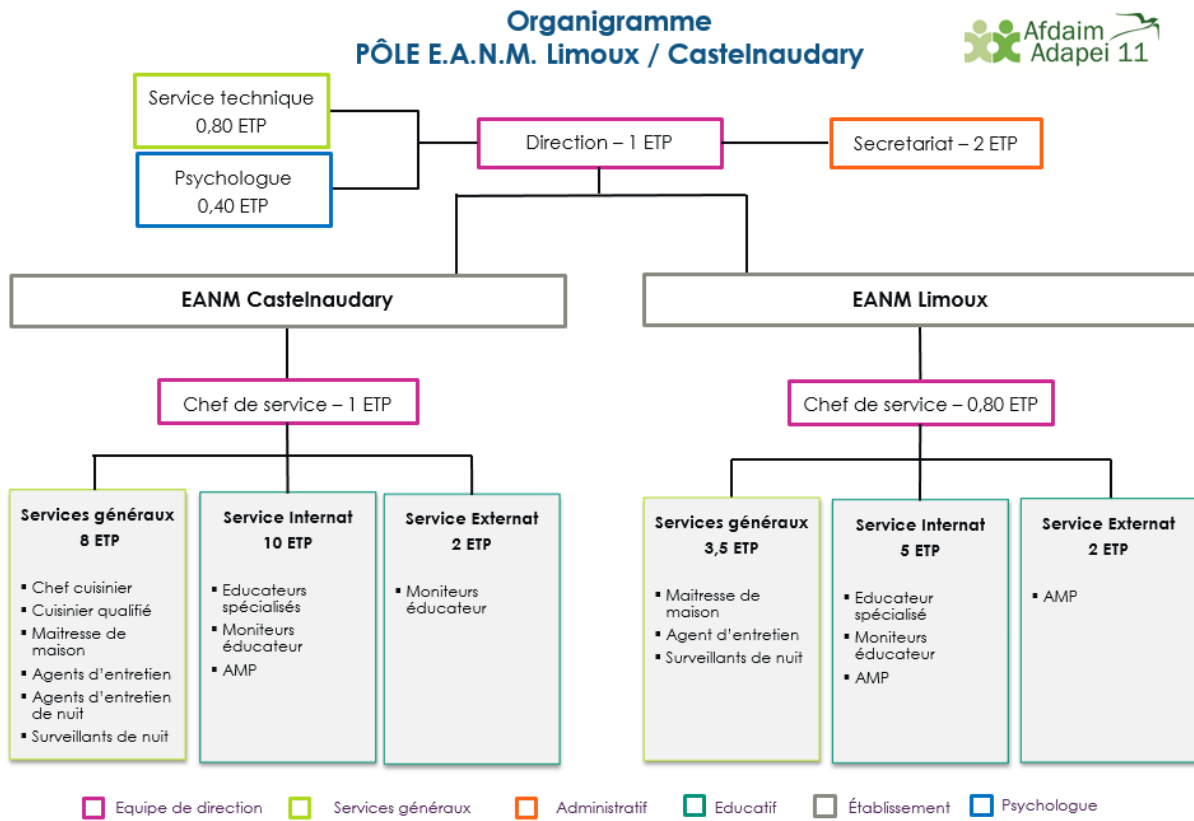 Organigramme
PÔLE E.A.N.M. Limoux / Castelnaudary
Afdaim
Adapei 11
Service technique
0,80 ETP
Psychologue
0,40 ETP
Direction – 1 ETP
Secretariat – 2 ETP
EANM Castelnaudary
EANM Limoux
Chef de service – 1 ETP
Chef de service – 0,80 ETP
Services généraux
8 ETP
▪ Chef cuisinier
▪ Cuisinier qualifié
▪ Maitresse de
maison
▪ Agents d'entretien
▪ Agents d'entretien
de nuit
▪ Surveillants de nuit
Service Internat
10 ETP
▪ Educateurs
spécialisés
▪ Moniteurs
éducateur
▪ AMP
Service Externat
2 ETP
▪ Moniteurs
éducateur
Services généraux
3,5 ETP
▪ Maitresse de
maison
▪ Agent d'entretien
▪ Surveillants de nuit
Service Internat
5 ETP
▪ Educateur
spécialisé
▪ Moniteurs
éducateur
▪ AMP
Service Externat
2 ETP
▪ AMP
Equipe de direction
Services généraux
Administratif
Educatif
Établissement
Psychologue